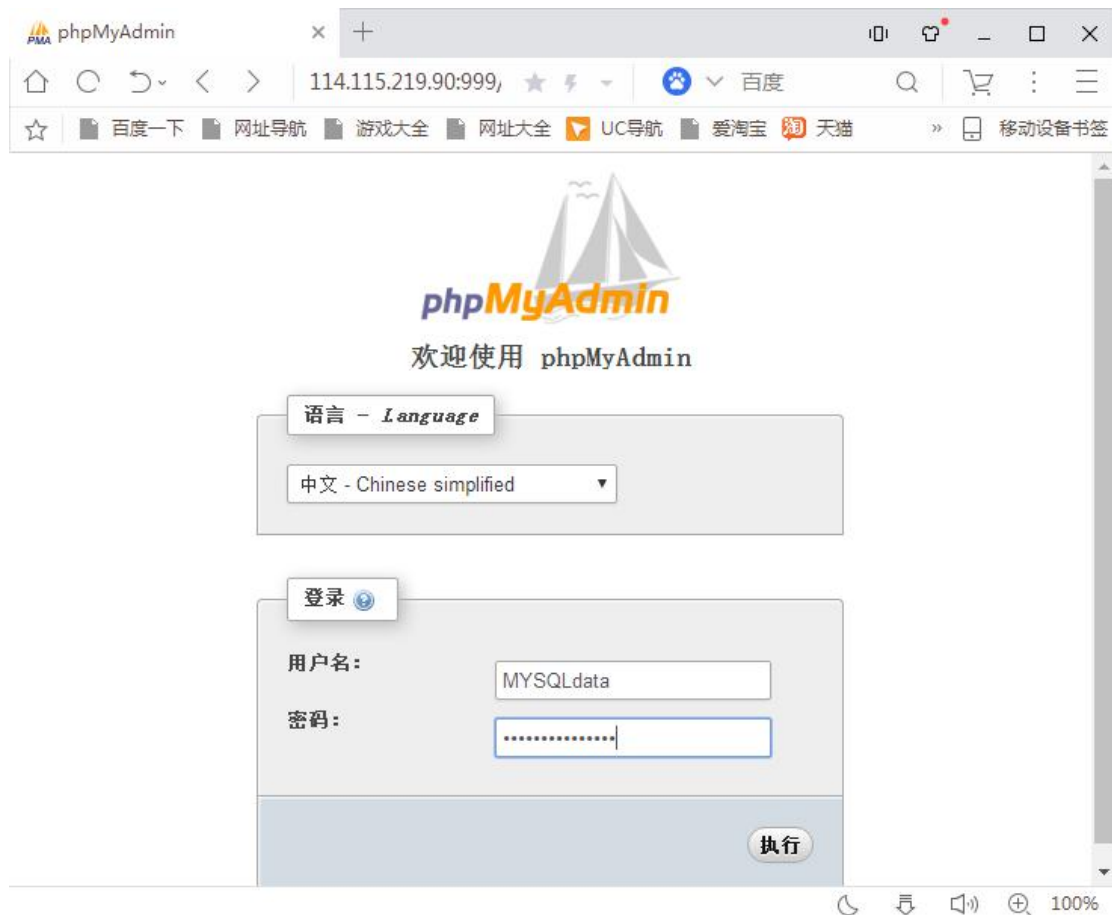 PMA phpMyAdmin
114.115.219.90:999/ 百度
百度一下 网址导航 游戏大全 网址大全 UC导航 爱淘宝 淘 天猫 » 移动设备书签
phpMyAdmin
欢迎使用 phpMyAdmin
语言 - Language
中文 - Chinese simplified
登录
用户名:
MYSQLdata
密码:
•••••••••••••••
执行
100%